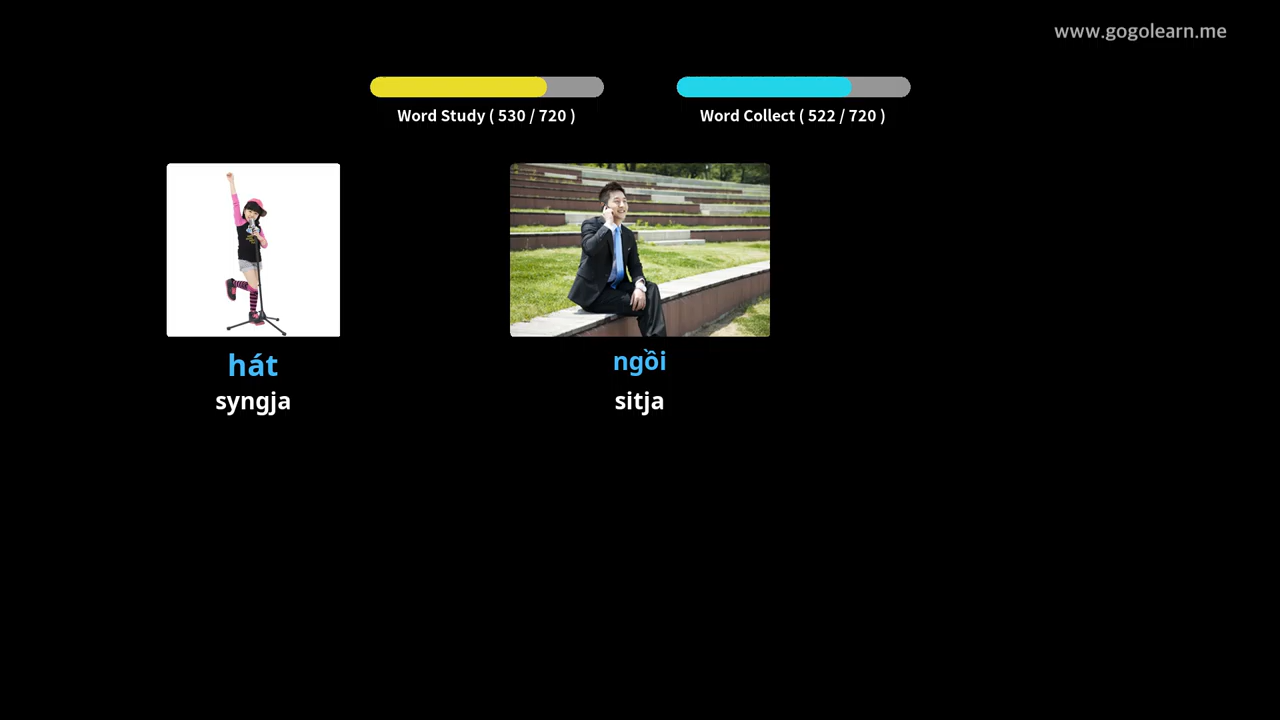 www.gogolearn.me
Word Study ( 530 / 720 )
Word Collect ( 522 / 720 )
hát
syngja
ngồi
sitja